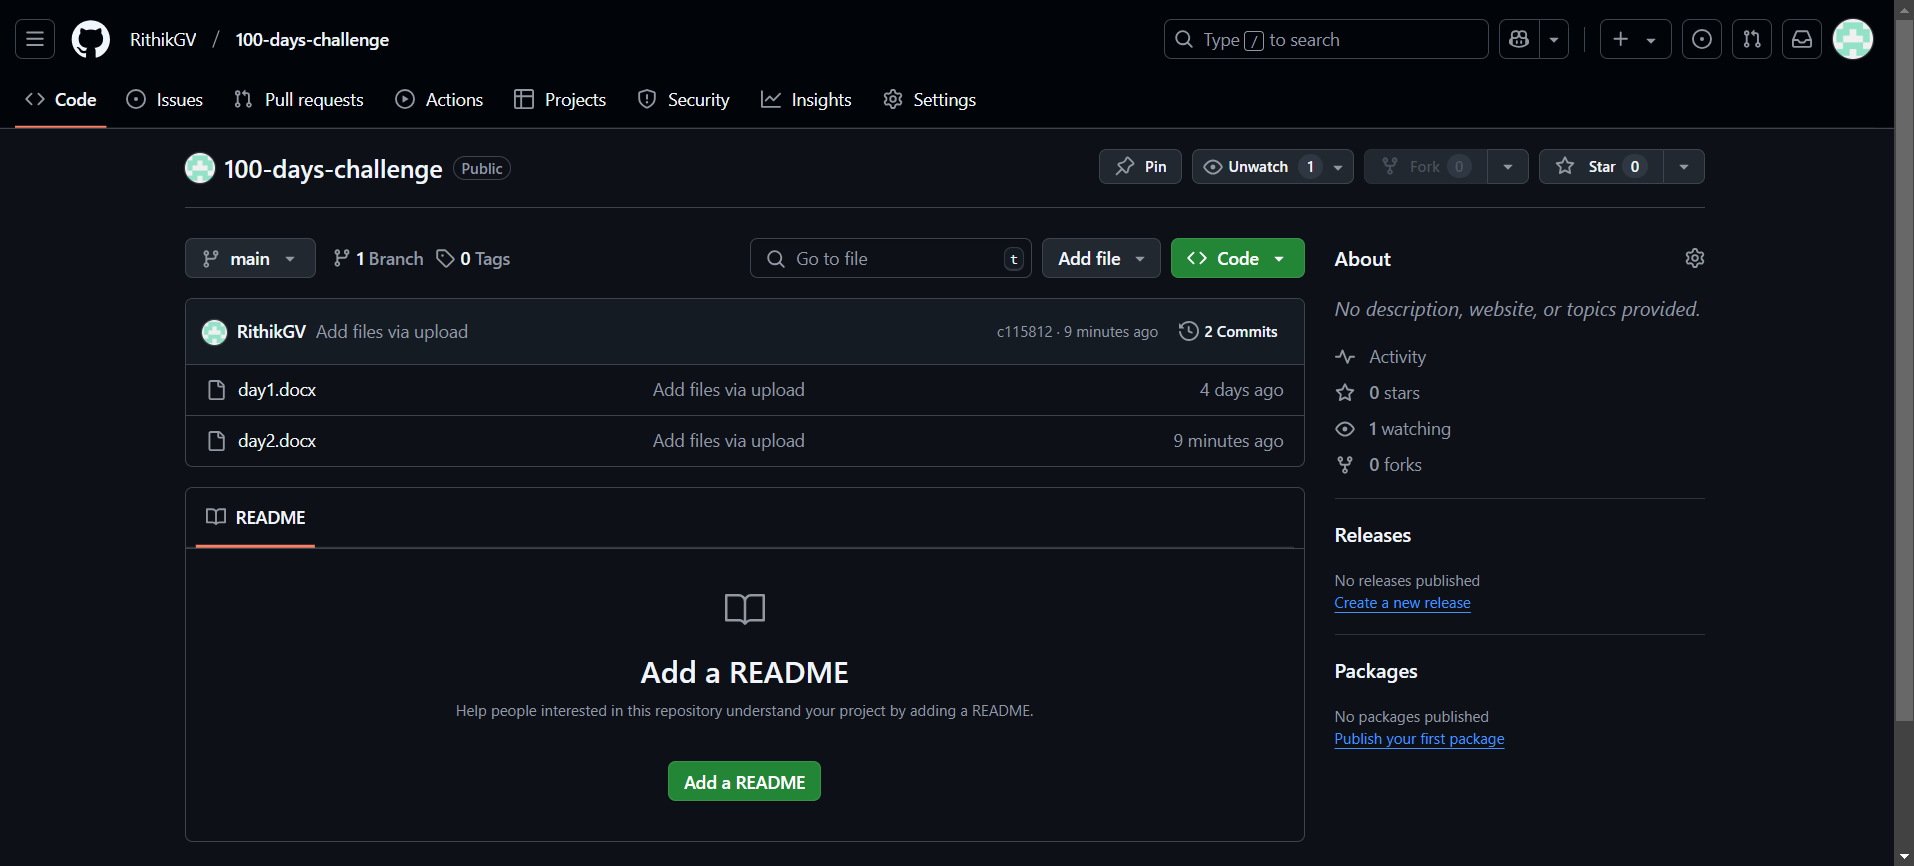 RithikGV / 100-days-challenge
Type / to search
Code
Issues
Pull requests
Actions
Projects
Security
Insights
Settings
100-days-challenge Public
Pin
Unwatch 1
Fork 0
Star 0
main
1 Branch
0 Tags
Go to file t
Add file
Code
RithikGV Add files via upload c115812 · 9 minutes ago 2 Commits
day1.docx Add files via upload 4 days ago
day2.docx Add files via upload 9 minutes ago
README
Add a README
Help people interested in this repository understand your project by adding a README.
Add a README
About
No description, website, or topics provided.
Activity
0 stars
1 watching
0 forks
Releases
No releases published
Create a new release
Packages
No packages published
Publish your first package